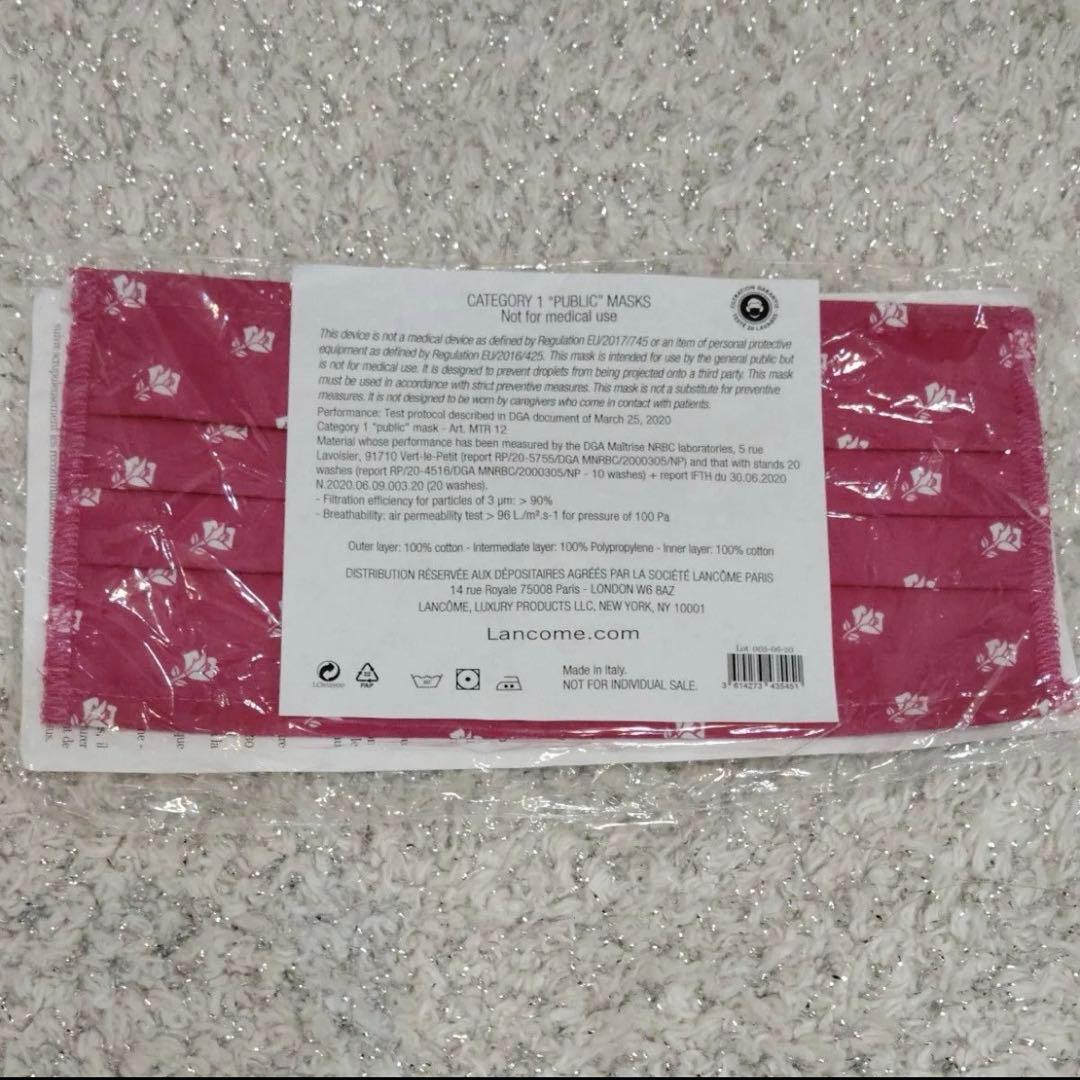 CATEGORY 1 "PUBLIC" MASKS
Not for medical use
FILTRATION GARANTIE
This device is not a medical device as defined by Regulation EU/2017/745 or an item of personal protective
equipment as defined by Regulation EU/2016/425. This mask is intended for use by the general public but
is not for medical use. It is designed to prevent droplets from being projected onto a third party. This mask
must be used in accordance with strict preventive measures. This mask is not a substitute for preventive
measures. It is not designed to be worn by caregivers who come in contact with patients.
Performance: Test protocol described in DGA document of March 25, 2020
Category 1 "public" mask - Art. MTR 12
Material whose performance has been measured by the DGA Maîtrise NRBC laboratories, 5 rue
Lavoisier, 91710 Vert-le-Petit (report RP/20-5755/DGA MNRBC/2000305/NP) and that with stands 20
washes (report RP/20-4516/DGA MNRBC/2000305/NP - 10 washes) + report IFTH du 30.06.2020
N.2020.06.09.003.20 (20 washes).
- Filtration efficiency for particles of 3 µm: > 90%
- Breathability: air permeability test > 96 L./m².s-1 for pressure of 100 Pa
Outer layer: 100% cotton - Intermediate layer: 100% Polypropylene - Inner layer: 100% cotton
DISTRIBUTION RÉSERVÉE AUX DÉPOSITAIRES AGRÉÉS PAR LA SOCIÉTÉ LANCÔME PARIS
14 rue Royale 75008 Paris - LONDON W6 8AZ
LANCÔME, LUXURY PRODUCTS LLC, NEW YORK, NY 10001
Lancome.com
22
PAP
Made in Italy.
NOT FOR INDIVIDUAL SALE.
3 614273 435451